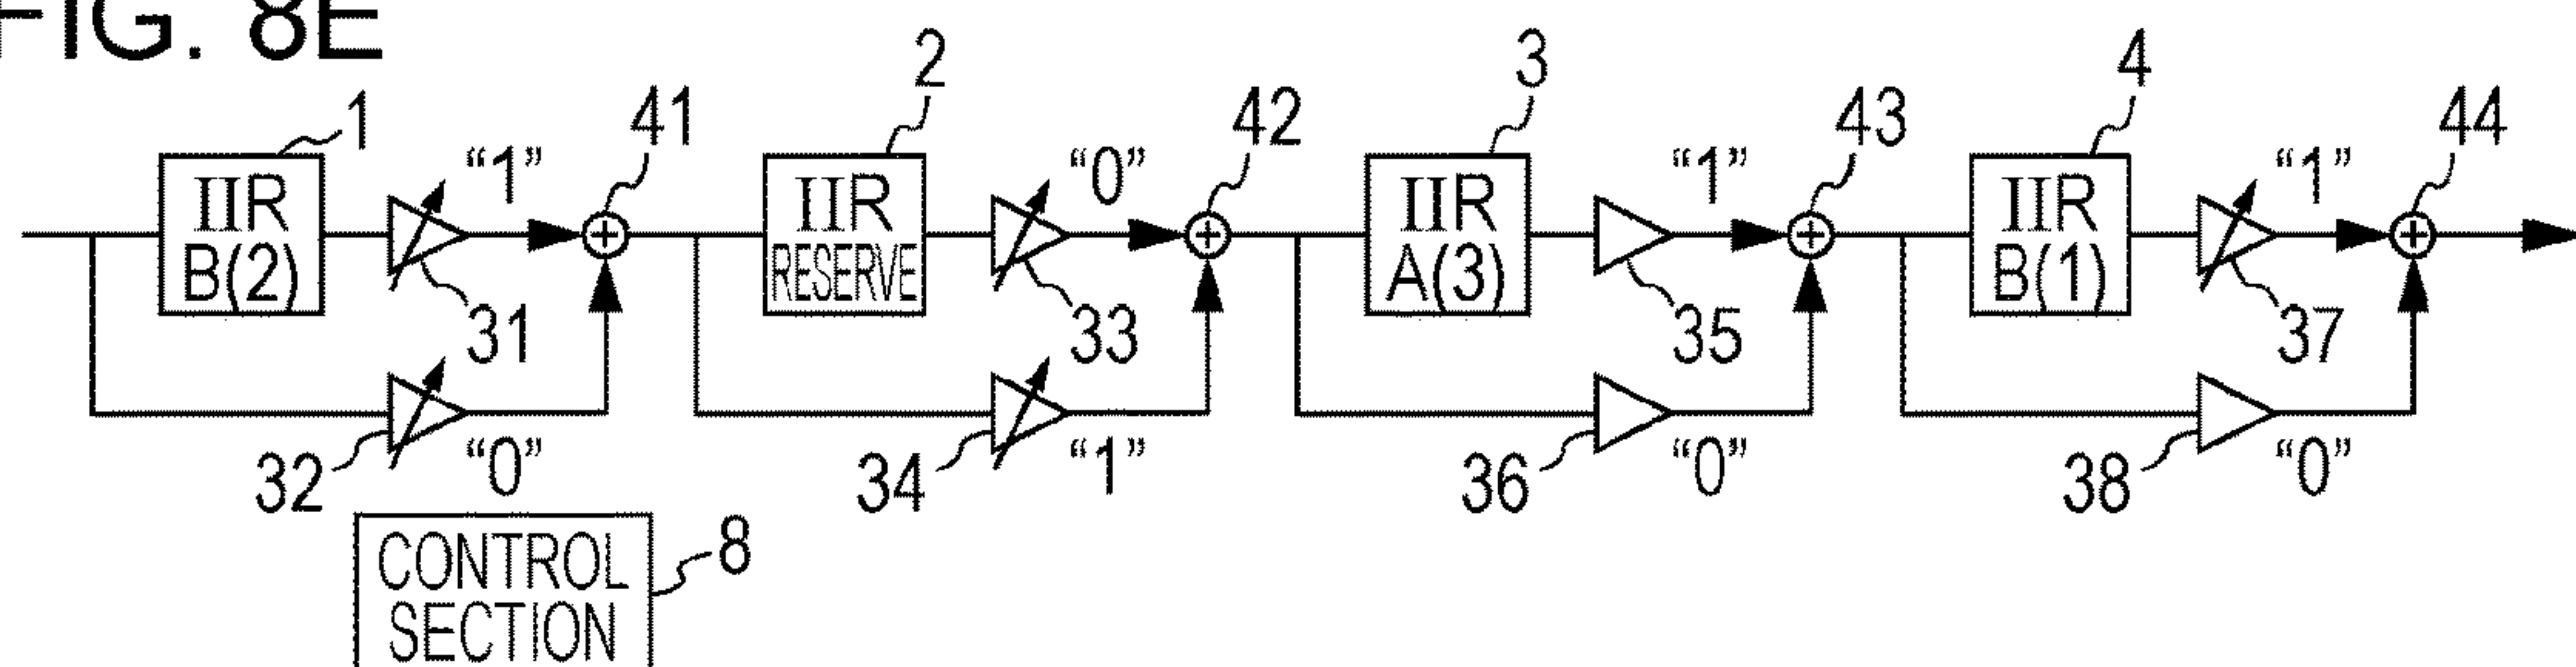 FIG. 8E
1
41
2
42
3
43
4
44
IIR
B(2)
“1”
IIR
RESERVE
“0”
IIR
A(3)
“1”
IIR
B(1)
“1”
31
33
35
37
32
“0”
34
“1”
36
“0”
38
“0”
CONTROL
SECTION
8